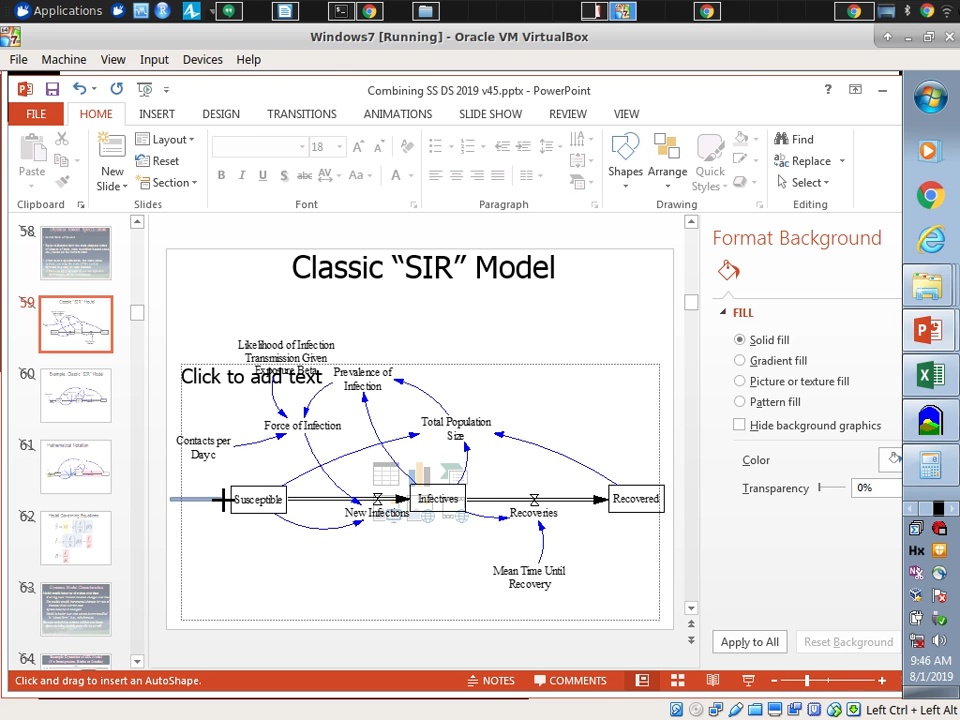 Applications
Windows7 [Running] - Oracle VM VirtualBox
File Machine View Input Devices Help
Combining SS DS 2019 v45.pptx - PowerPoint
FILE HOME INSERT DESIGN TRANSITIONS ANIMATIONS SLIDE SHOW REVIEW VIEW
Paste
New
Slide
Layout
Reset
Section
18
B I U S abc AV Aa A
Shapes
Arrange
Quick
Styles
Find
Replace
Select
Clipboard Slides Font Paragraph Drawing Editing
58
59
60
61
62
63
64
Classic “SIR” Model
Likelihood of Infection
Transmission Given
Exposure Beta
Click to add text
Prevalence of
Infection
Force of Infection
Total Population
Size
Contacts per
Day c
Susceptible
Infectives
Recovered
New Infections
Recoveries
Mean Time Until
Recovery
Format Background
FILL
Solid fill
Gradient fill
Picture or texture fill
Pattern fill
Hide background graphics
Color
Transparency
0%
Apply to All
Reset Background
Hx
9:46 AM
8/1/2019
Click and drag to insert an AutoShape.
NOTES
COMMENTS
Left Ctrl + Left Alt